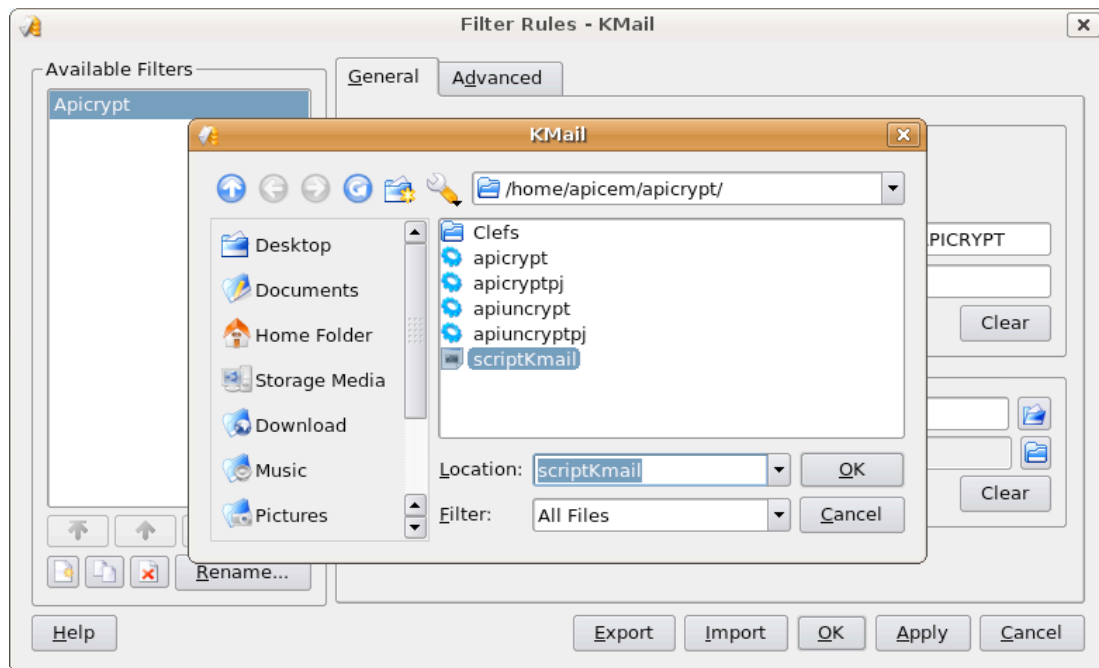 Filter Rules - KMail
Available Filters
Apicrypt
General
Advanced
KMail
/home/apicem/apicrypt/
Desktop
Documents
Home Folder
Storage Media
Download
Music
Pictures
Clefs
apicrypt
apicryptpj
apiuncrypt
apiuncryptpj
scriptKmail
Location: scriptKmail
OK
Filter: All Files
Cancel
PICRYPT
Clear
Clear
Rename...
Help
Export
Import
OK
Apply
Cancel